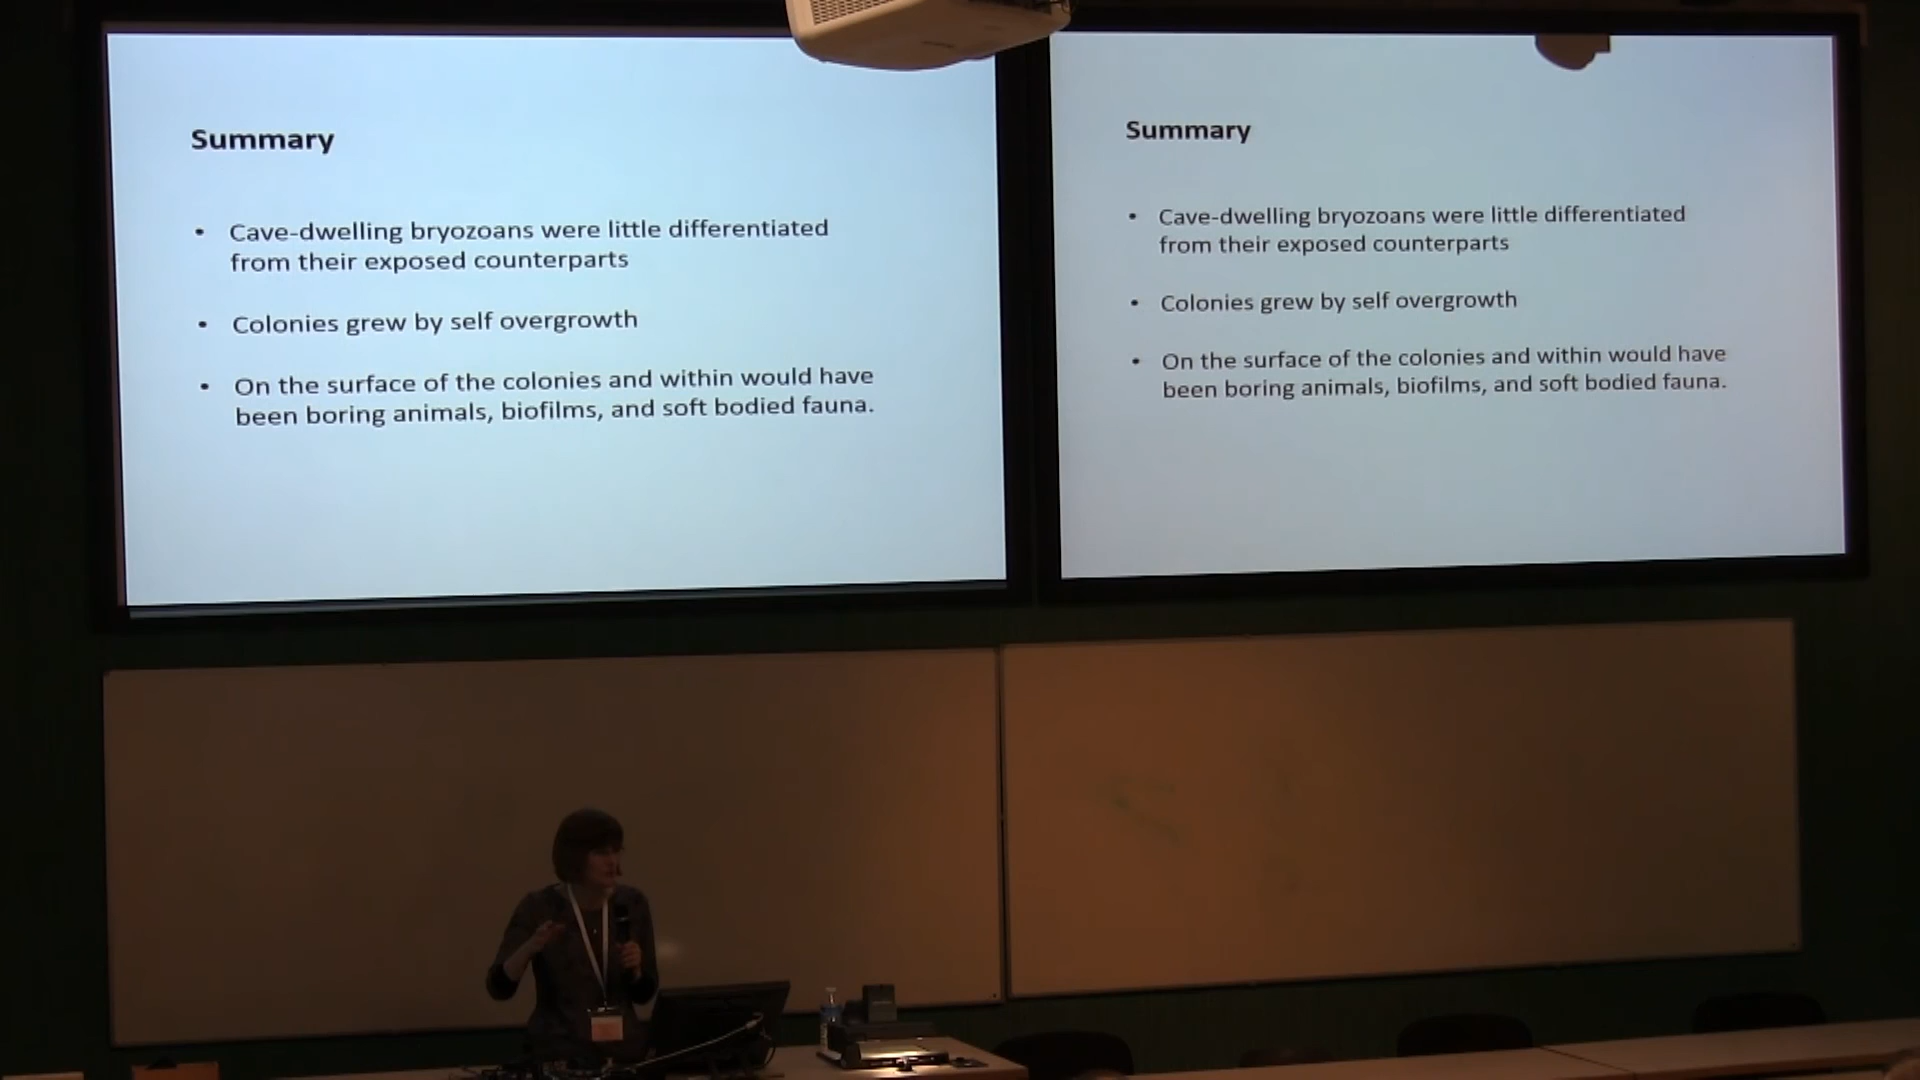 Summary
• Cave-dwelling bryozoans were little differentiated
from their exposed counterparts
• Colonies grew by self overgrowth
• On the surface of the colonies and within would have
been boring animals, biofilms, and soft bodied fauna.
Summary
• Cave-dwelling bryozoans were little differentiated
from their exposed counterparts
• Colonies grew by self overgrowth
• On the surface of the colonies and within would have
been boring animals, biofilms, and soft bodied fauna.